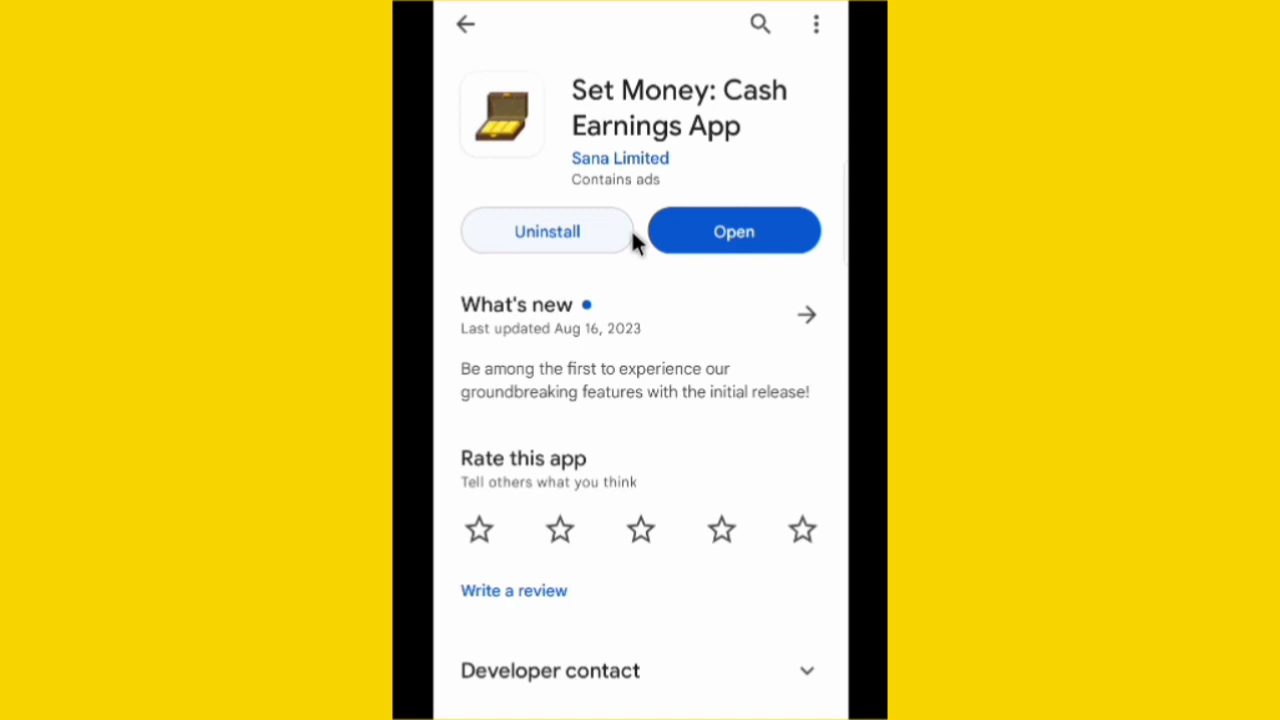 Set Money: Cash
Earnings App
Sana Limited
Contains ads
Uninstall
Open
What's new
Last updated Aug 16, 2023
Be among the first to experience our
groundbreaking features with the initial release!
Rate this app
Tell others what you think
Write a review
Developer contact